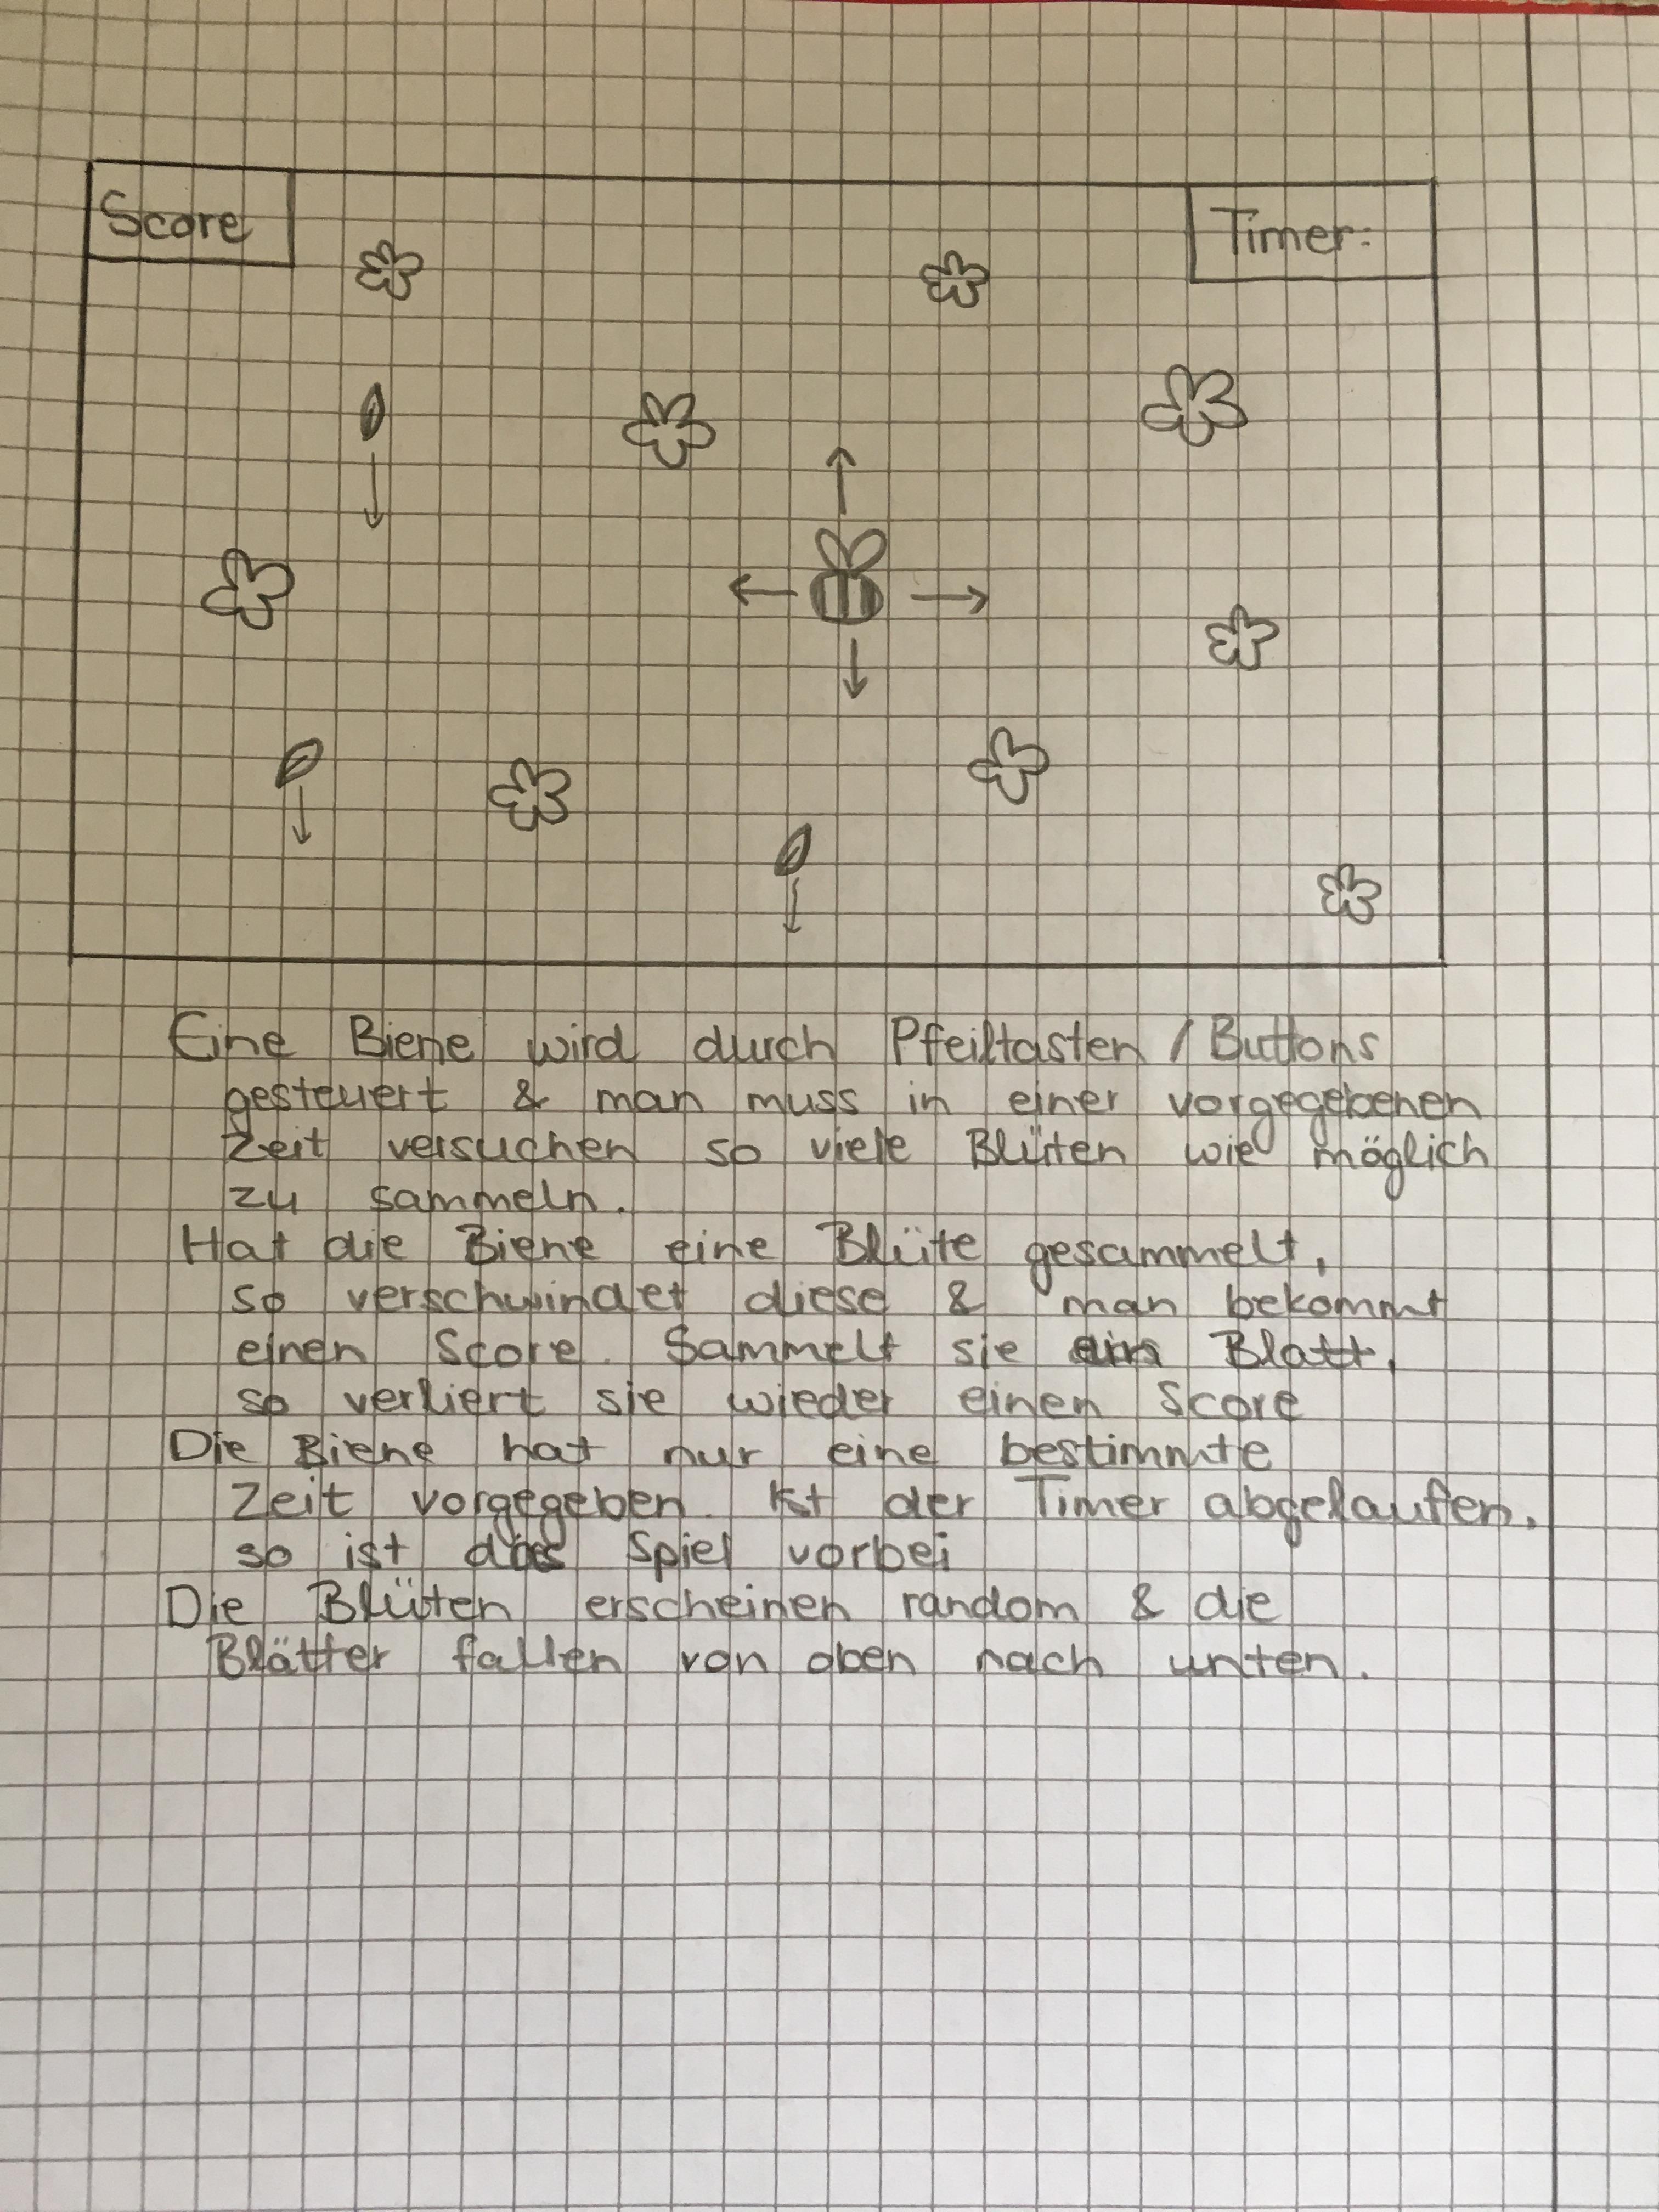 Score
Timer:
Eine Biene wird durch Pfeiltasten / Buttons
gesteuert & man muss in einer vorgegebenen
Zeit versuchen so viele Blüten wie möglich
zu sammeln.
Hat die Biene eine Blüte gesammelt,
so verschwindet diese & man bekommt
einen Score. Sammelt sie ein Blatt,
so verliert sie wieder einen Score
Die Biene hat nur eine bestimmte
Zeit vorgegeben. Ist der Timer abgelaufen,
so ist das Spiel vorbei
Die Blüten erscheinen random & die
Blätter fallen von oben nach unten.